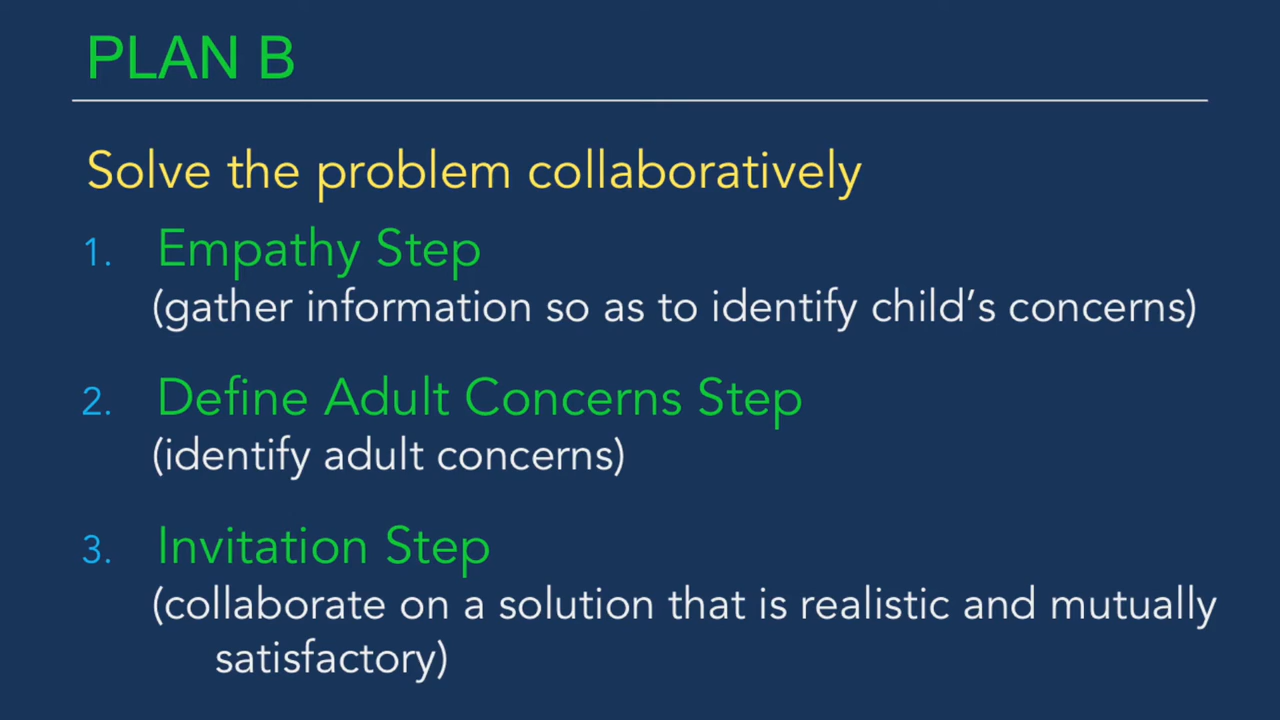 PLAN B
Solve the problem collaboratively
1. Empathy Step
(gather information so as to identify child’s concerns)
2. Define Adult Concerns Step
(identify adult concerns)
3. Invitation Step
(collaborate on a solution that is realistic and mutually
satisfactory)